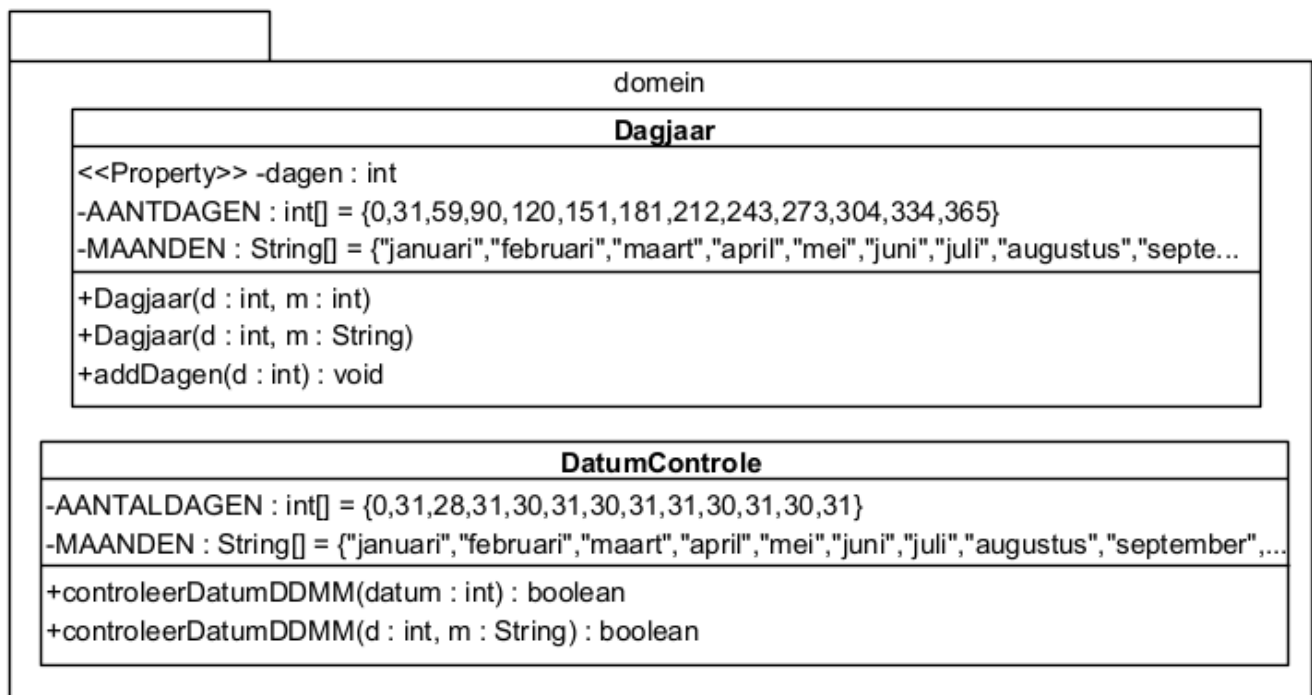 domein
Dagjaar
<<Property>> -dagen : int
-AANTDAGEN : int[] = {0,31,59,90,120,151,181,212,243,273,304,334,365}
-MAANDEN : String[] = {"januari","februari","maart","april","mei","juni","juli","augustus","septe...
+Dagjaar(d : int, m : int)
+Dagjaar(d : int, m : String)
+addDagen(d : int) : void
DatumControle
-AANTALDAGEN : int[] = {0,31,28,31,30,31,30,31,31,30,31,30,31}
-MAANDEN : String[] = {"januari","februari","maart","april","mei","juni","juli","augustus","september",...
+controleerDatumDDMM(datum : int) : boolean
+controleerDatumDDMM(d : int, m : String) : boolean